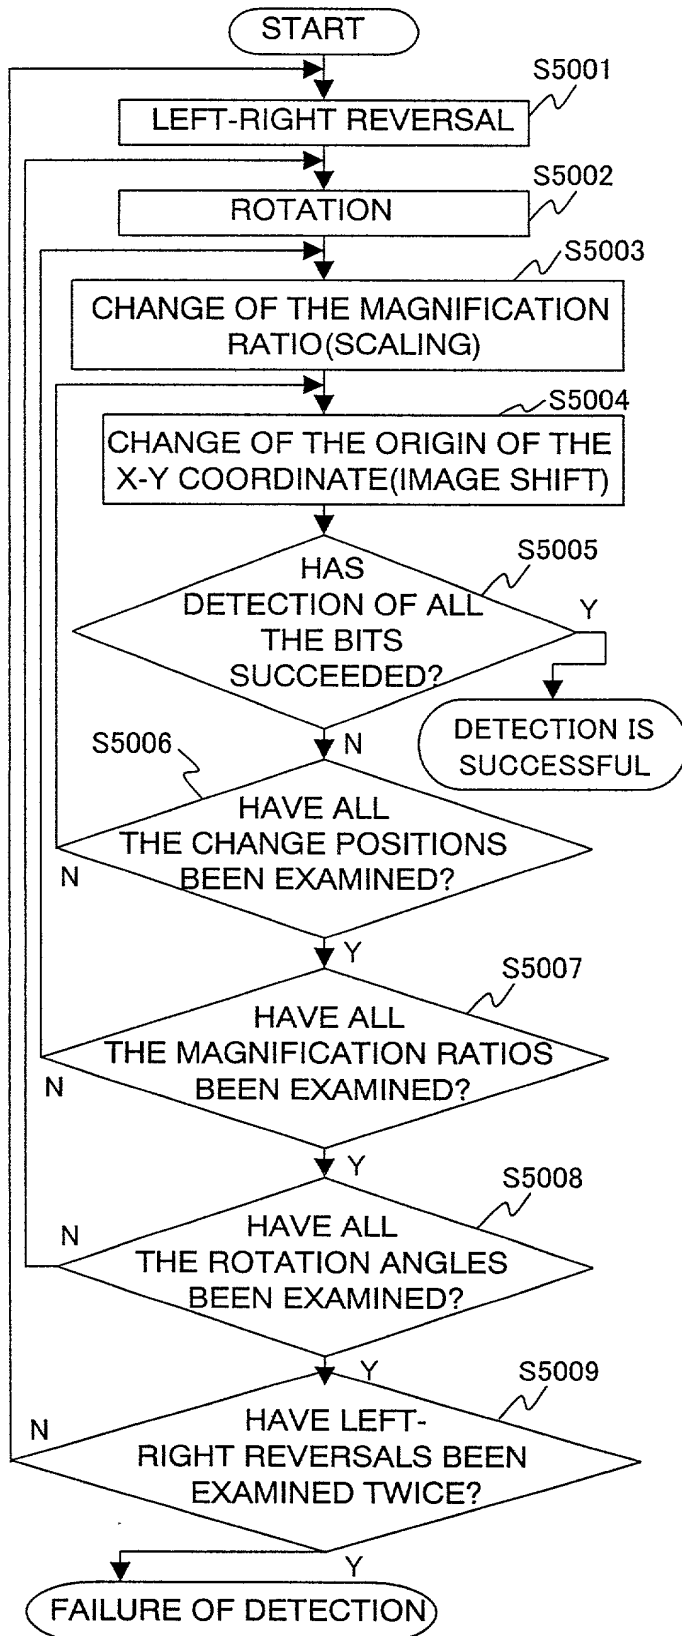 START
S5001
LEFT-RIGHT REVERSAL
S5002
ROTATION
S5003
CHANGE OF THE MAGNIFICATION
RATIO(SCALING)
S5004
CHANGE OF THE ORIGIN OF THE
X-Y COORDINATE(IMAGE SHIFT)
S5005
HAS
DETECTION OF ALL
THE BITS
SUCCEEDED?
Y
N
DETECTION IS
SUCCESSFUL
S5006
HAVE ALL
THE CHANGE POSITIONS
BEEN EXAMINED?
N
Y
S5007
HAVE ALL
THE MAGNIFICATION RATIOS
BEEN EXAMINED?
N
Y
S5008
N
HAVE ALL
THE ROTATION ANGLES
BEEN EXAMINED?
Y
S5009
N
HAVE LEFT-
RIGHT REVERSALS BEEN
EXAMINED TWICE?
Y
FAILURE OF DETECTION